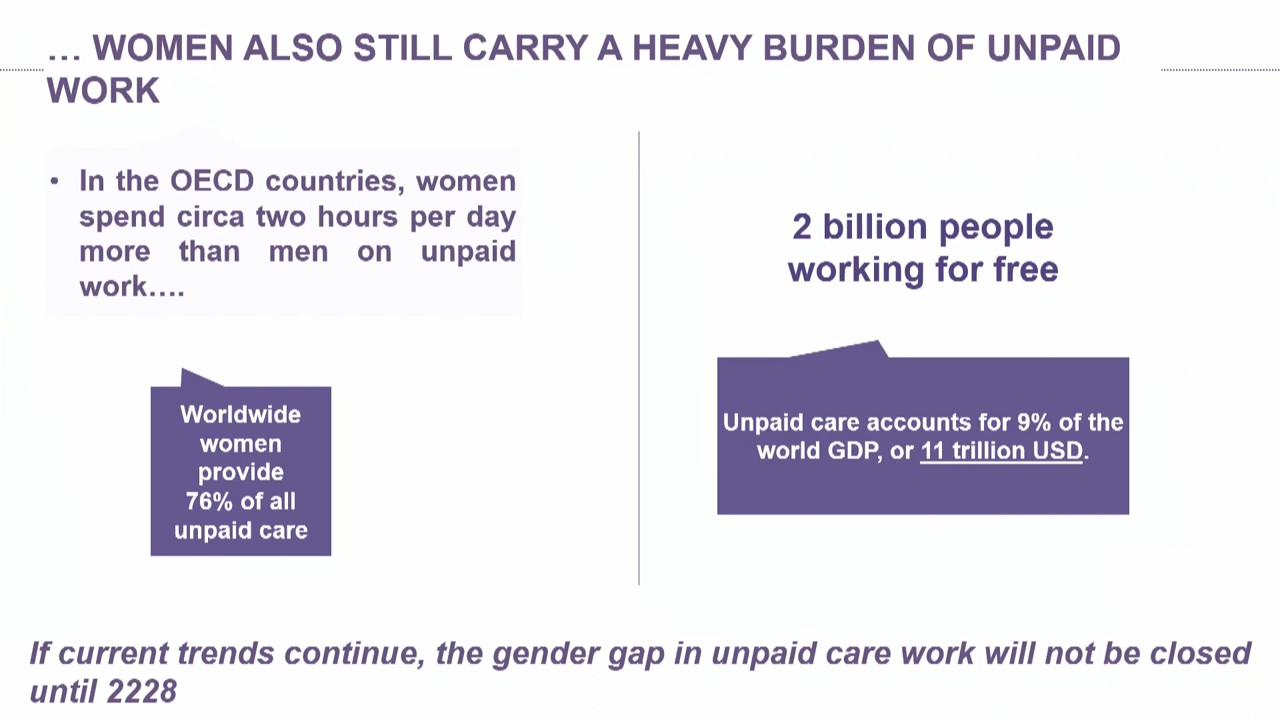 … WOMEN ALSO STILL CARRY A HEAVY BURDEN OF UNPAID
WORK
• In the OECD countries, women
spend circa two hours per day
more than men on unpaid
work….
Worldwide
women
provide
76% of all
unpaid care
2 billion people
working for free
Unpaid care accounts for 9% of the
world GDP, or 11 trillion USD.
If current trends continue, the gender gap in unpaid care work will not be closed
until 2228